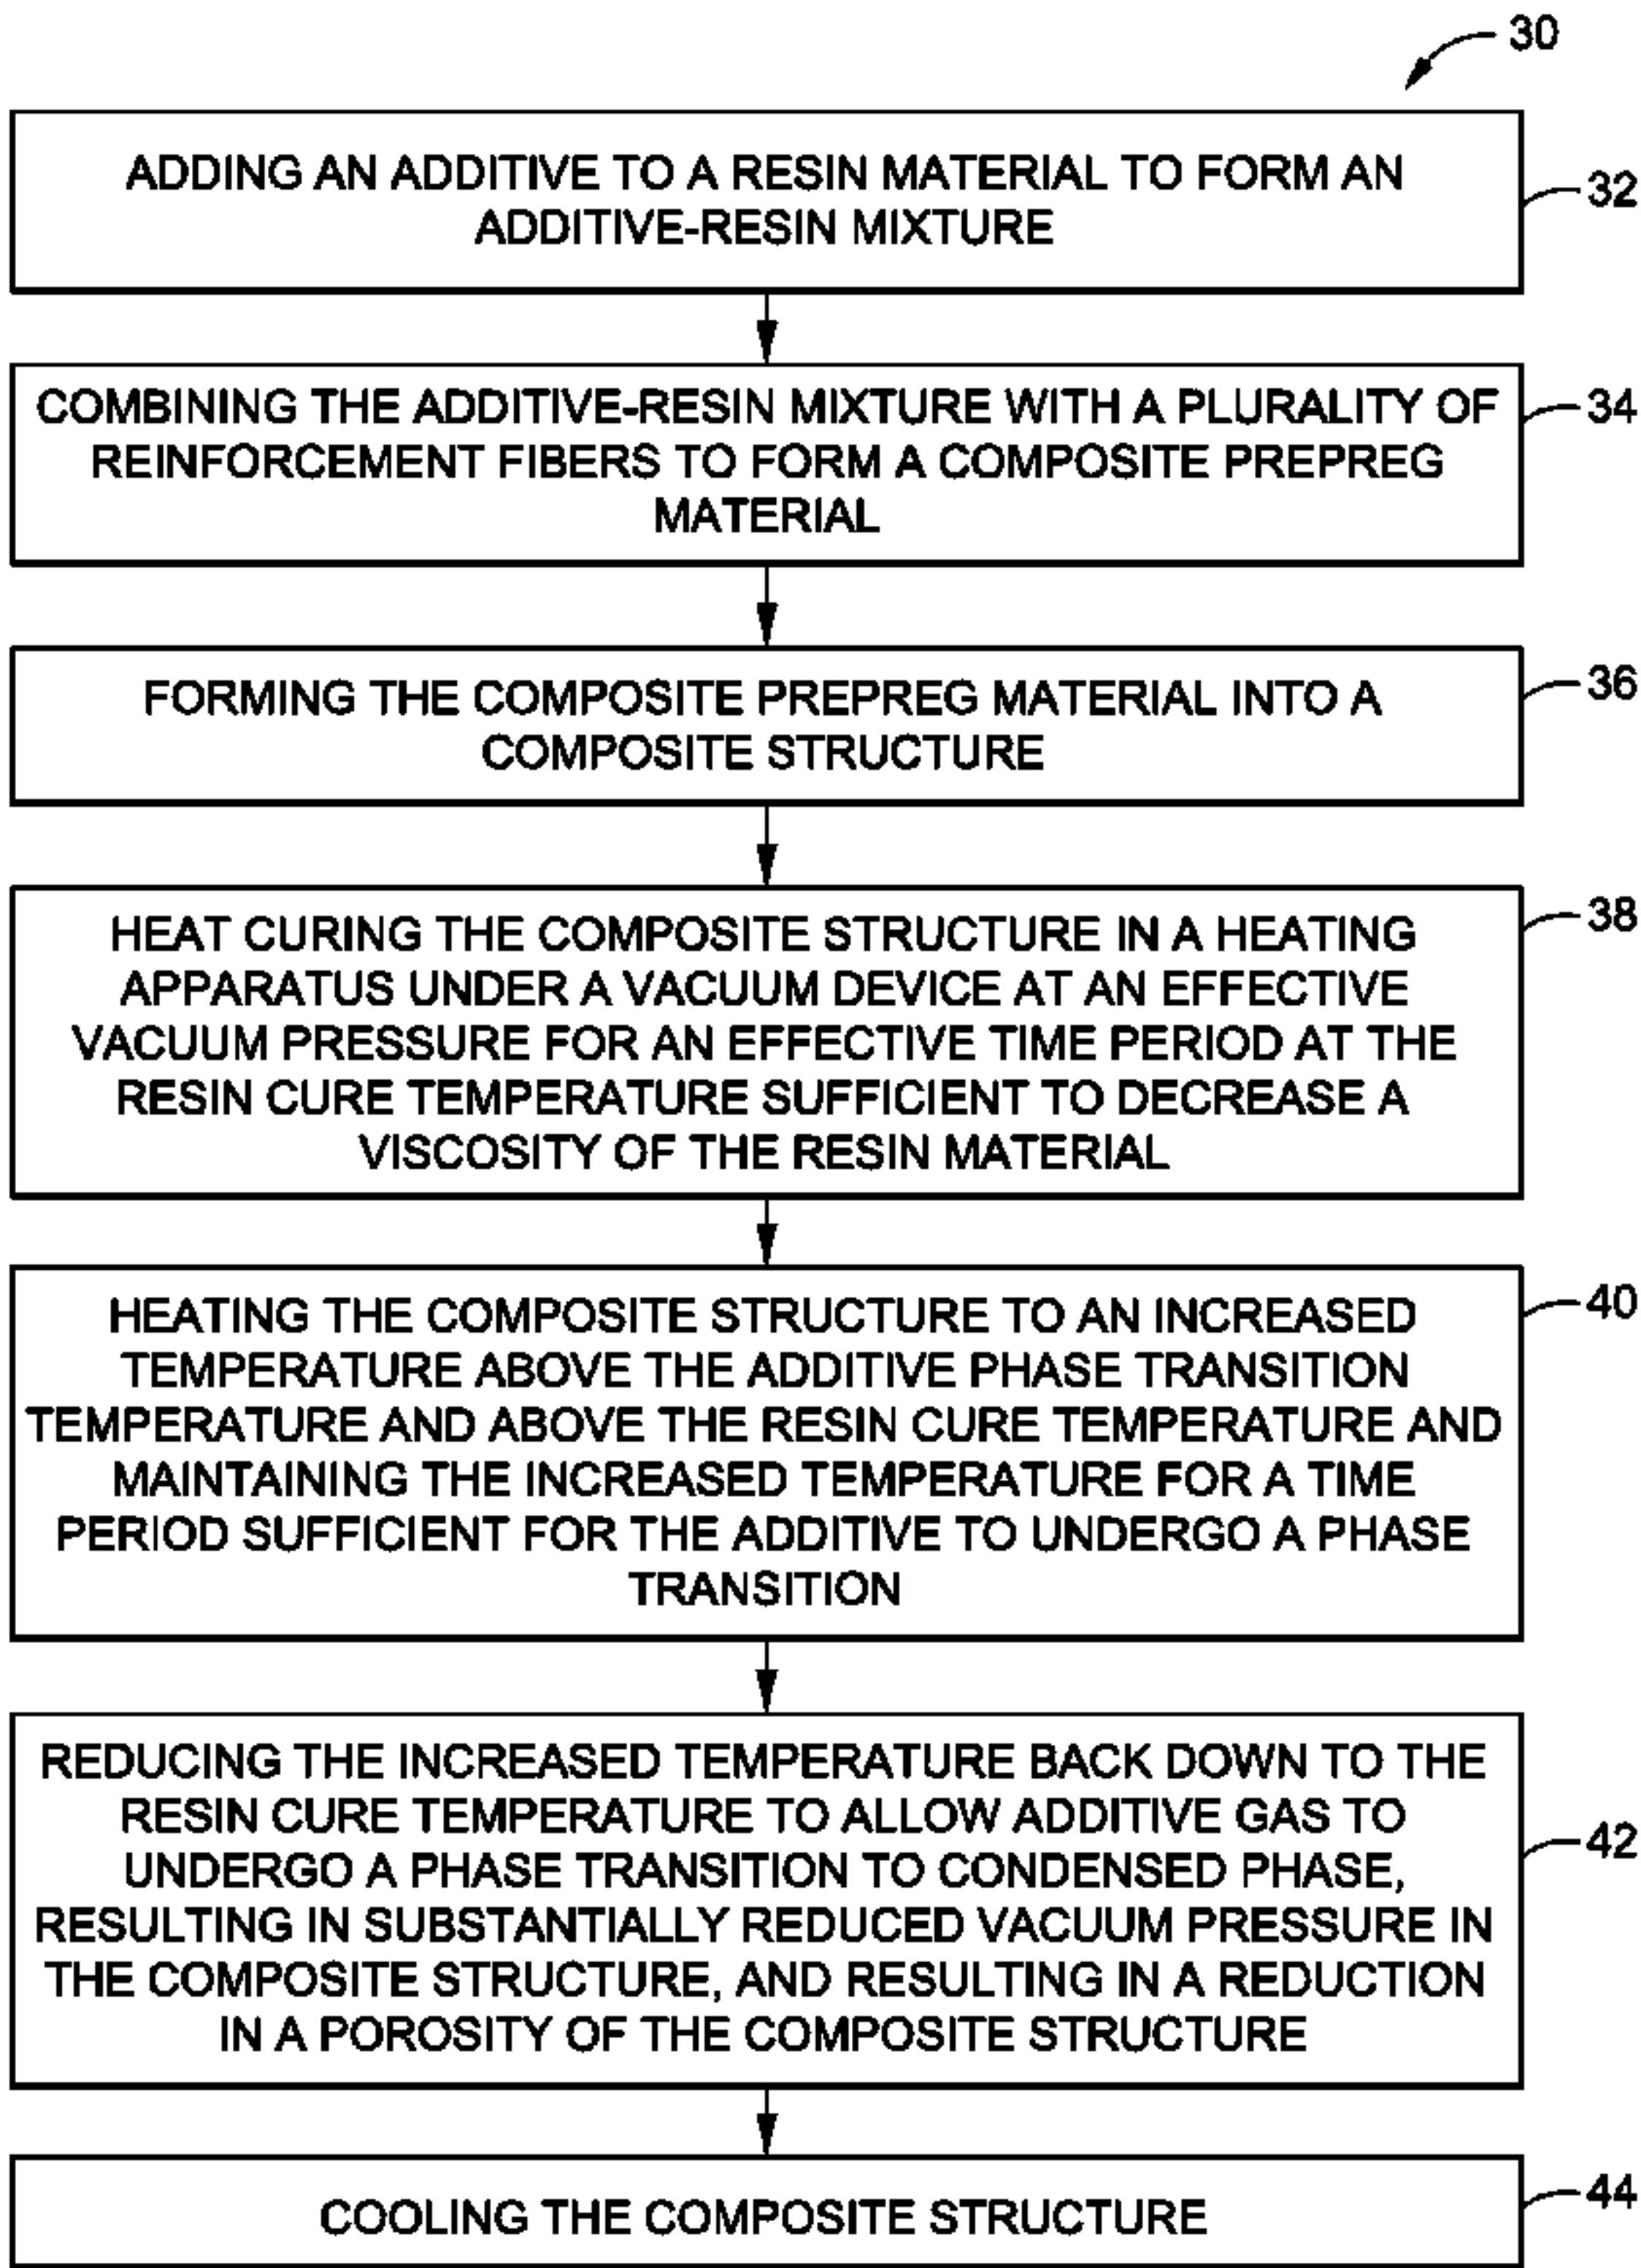 30
ADDING AN ADDITIVE TO A RESIN MATERIAL TO FORM AN
ADDITIVE-RESIN MIXTURE
32
COMBINING THE ADDITIVE-RESIN MIXTURE WITH A PLURALITY OF
REINFORCEMENT FIBERS TO FORM A COMPOSITE PREPREG
MATERIAL
34
FORMING THE COMPOSITE PREPREG MATERIAL INTO A
COMPOSITE STRUCTURE
36
HEAT CURING THE COMPOSITE STRUCTURE IN A HEATING
APPARATUS UNDER A VACUUM DEVICE AT AN EFFECTIVE
VACUUM PRESSURE FOR AN EFFECTIVE TIME PERIOD AT THE
RESIN CURE TEMPERATURE SUFFICIENT TO DECREASE A
VISCOSITY OF THE RESIN MATERIAL
38
HEATING THE COMPOSITE STRUCTURE TO AN INCREASED
TEMPERATURE ABOVE THE ADDITIVE PHASE TRANSITION
TEMPERATURE AND ABOVE THE RESIN CURE TEMPERATURE AND
MAINTAINING THE INCREASED TEMPERATURE FOR A TIME
PERIOD SUFFICIENT FOR THE ADDITIVE TO UNDERGO A PHASE
TRANSITION
40
REDUCING THE INCREASED TEMPERATURE BACK DOWN TO THE
RESIN CURE TEMPERATURE TO ALLOW ADDITIVE GAS TO
UNDERGO A PHASE TRANSITION TO CONDENSED PHASE,
RESULTING IN SUBSTANTIALLY REDUCED VACUUM PRESSURE IN
THE COMPOSITE STRUCTURE, AND RESULTING IN A REDUCTION
IN A POROSITY OF THE COMPOSITE STRUCTURE
42
COOLING THE COMPOSITE STRUCTURE
44